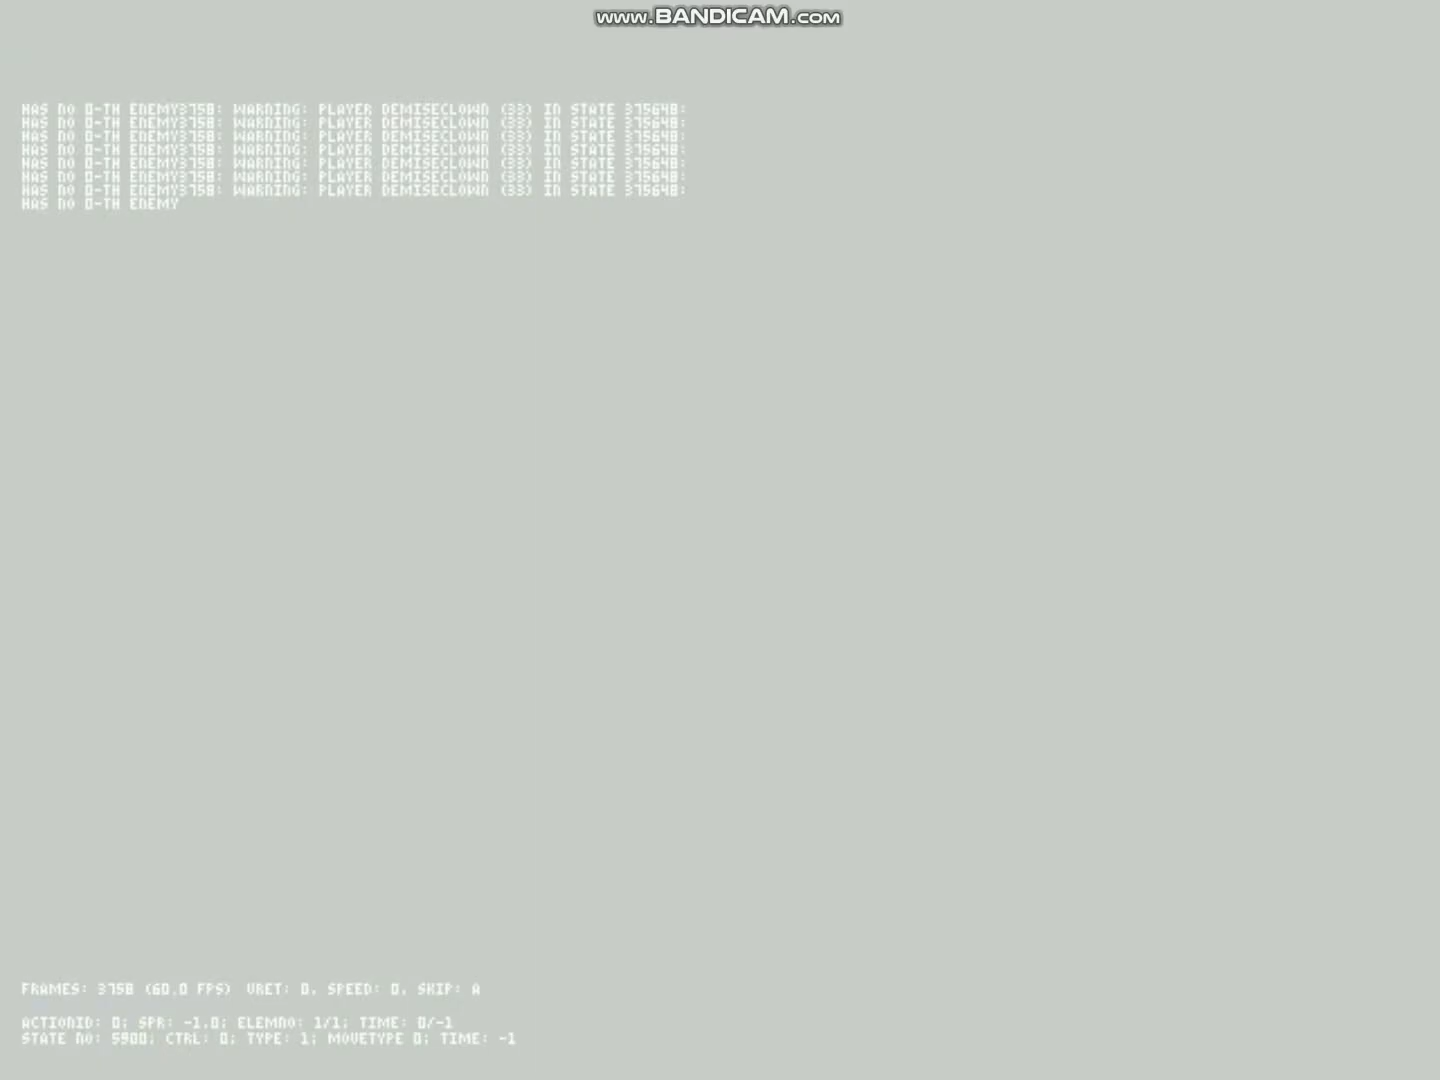 www.BANDICAM.COM
HAS NO 0-TH ENEMY3758: WARNING: PLAYER DEMISECLOWN (33) IN STATE 375648:
HAS NO 0-TH ENEMY3758: WARNING: PLAYER DEMISECLOWN (33) IN STATE 375648:
HAS NO 0-TH ENEMY3758: WARNING: PLAYER DEMISECLOWN (33) IN STATE 375648:
HAS NO 0-TH ENEMY3758: WARNING: PLAYER DEMISECLOWN (33) IN STATE 375648:
HAS NO 0-TH ENEMY3758: WARNING: PLAYER DEMISECLOWN (33) IN STATE 375648:
HAS NO 0-TH ENEMY3758: WARNING: PLAYER DEMISECLOWN (33) IN STATE 375648:
HAS NO 0-TH ENEMY3758: WARNING: PLAYER DEMISECLOWN (33) IN STATE 375648:
HAS NO 0-TH ENEMY
FRAMES: 3758 (60.0 FPS) VRET: 0, SPEED: 0, SKIP: A
ACTIONID: 0; SPR: -1,0; ELEMNO: 1/1; TIME: 0/-1
STATE NO: 5900; CTRL: 0; TYPE: 1; MOVETYPE 0; TIME: -1